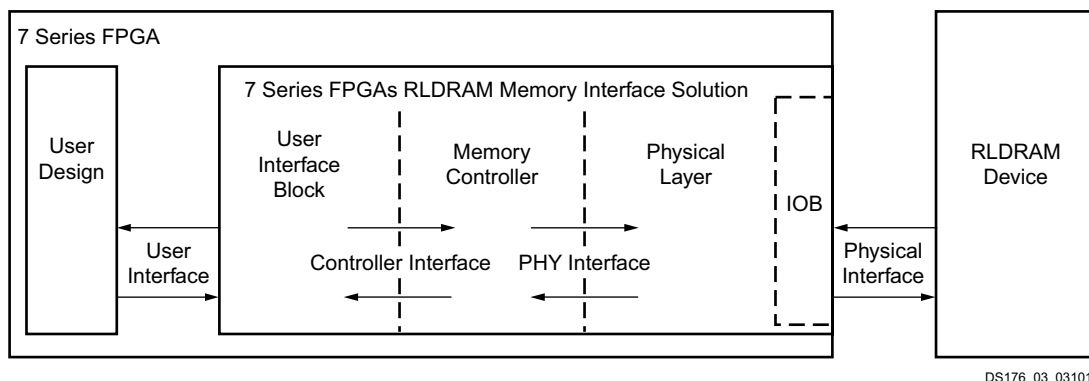 7 Series FPGA
7 Series FPGAs RLDRAM Memory Interface Solution
User
Design
User
Interface
Block
Memory
Controller
Physical
Layer
IOB
RLDRAM
Device
User
Interface
Controller Interface
PHY Interface
Physical
Interface
DS176_03_03101